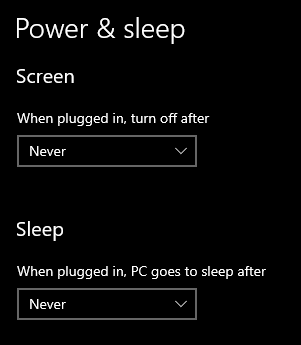 Power & sleep
Screen
When plugged in, turn off after
Never
Sleep
When plugged in, PC goes to sleep after
Never